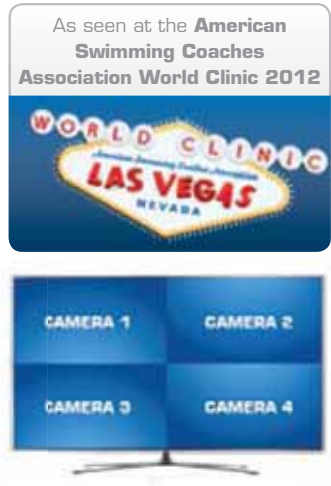 As seen at the American
Swimming Coaches
Association World Clinic 2012
WORLD CLINIC
American Swimming Coaches Association
LAS VEGAS
NEVADA
CAMERA 1
CAMERA 2
CAMERA 3
CAMERA 4